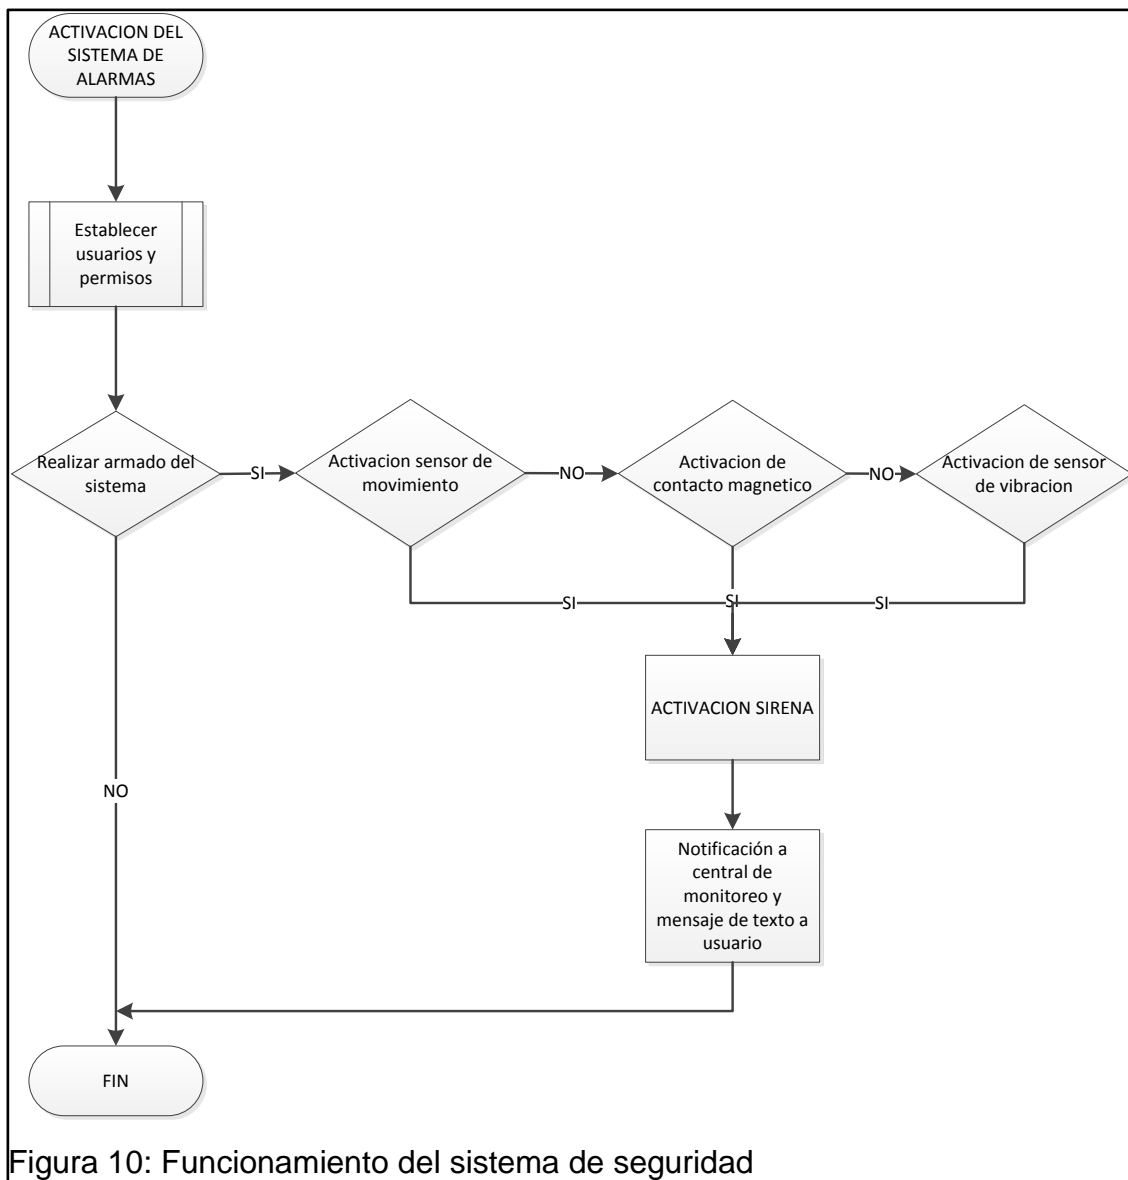 ACTIVACION DEL
SISTEMA DE
ALARMAS
Establecer
usuarios y
permisos
Realizar armado del
sistema
SI
Activacion sensor de
movimiento
NO
Activacion de
contacto magnetico
NO
Activacion de sensor
de vibracion
SI
SI
SI
ACTIVACION SIRENA
NO
Notificación a
central de
monitoreo y
mensaje de texto a
usuario
FIN
Figura 10: Funcionamiento del sistema de seguridad